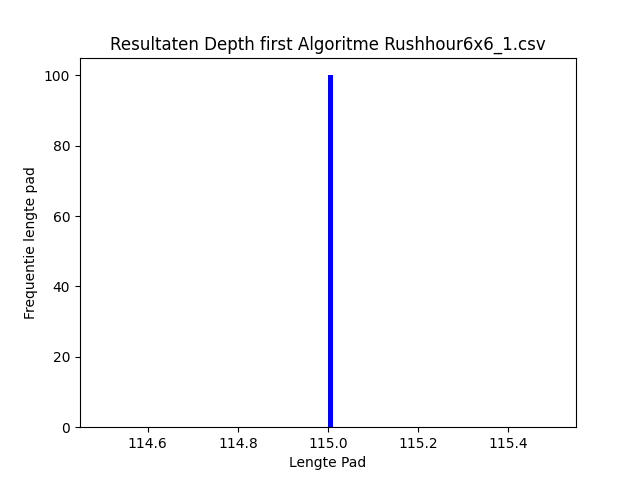 Resultaten Depth first Algoritme Rushhour6x6_1.csv
100
80
60
40
20
0
Frequentie lengte pad
114.6 114.8 115.0 115.2 115.4
Lengte Pad